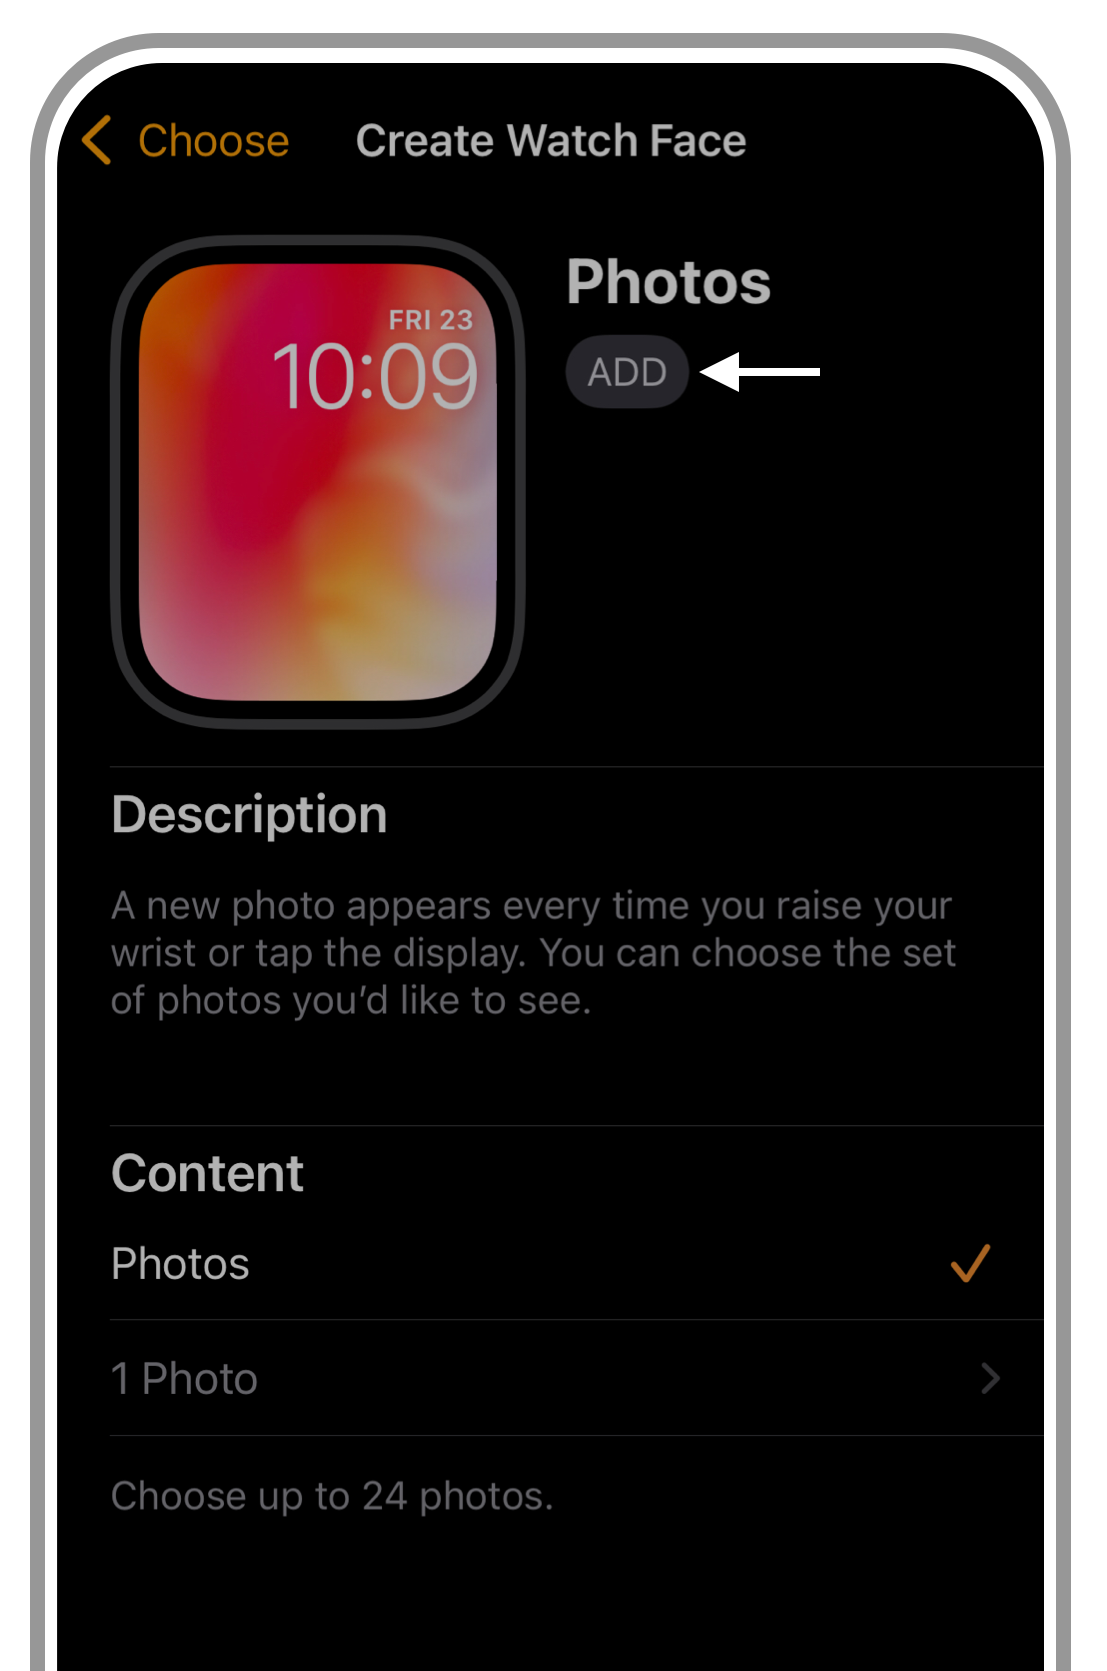 Choose
Create Watch Face
FRI 23
10:09
Photos
ADD
Description
A new photo appears every time you raise your
wrist or tap the display. You can choose the set
of photos you’d like to see.
Content
Photos
1 Photo
Choose up to 24 photos.